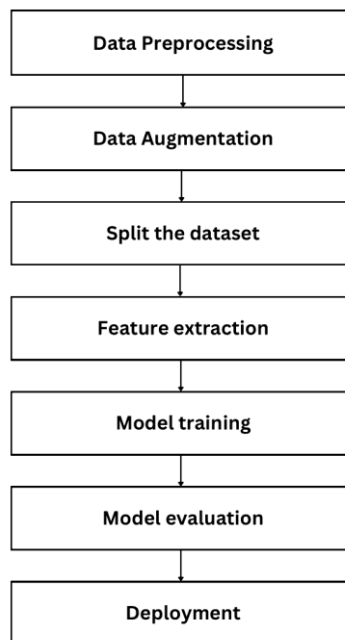 Data Preprocessing
Data Augmentation
Split the dataset
Feature extraction
Model training
Model evaluation
Deployment